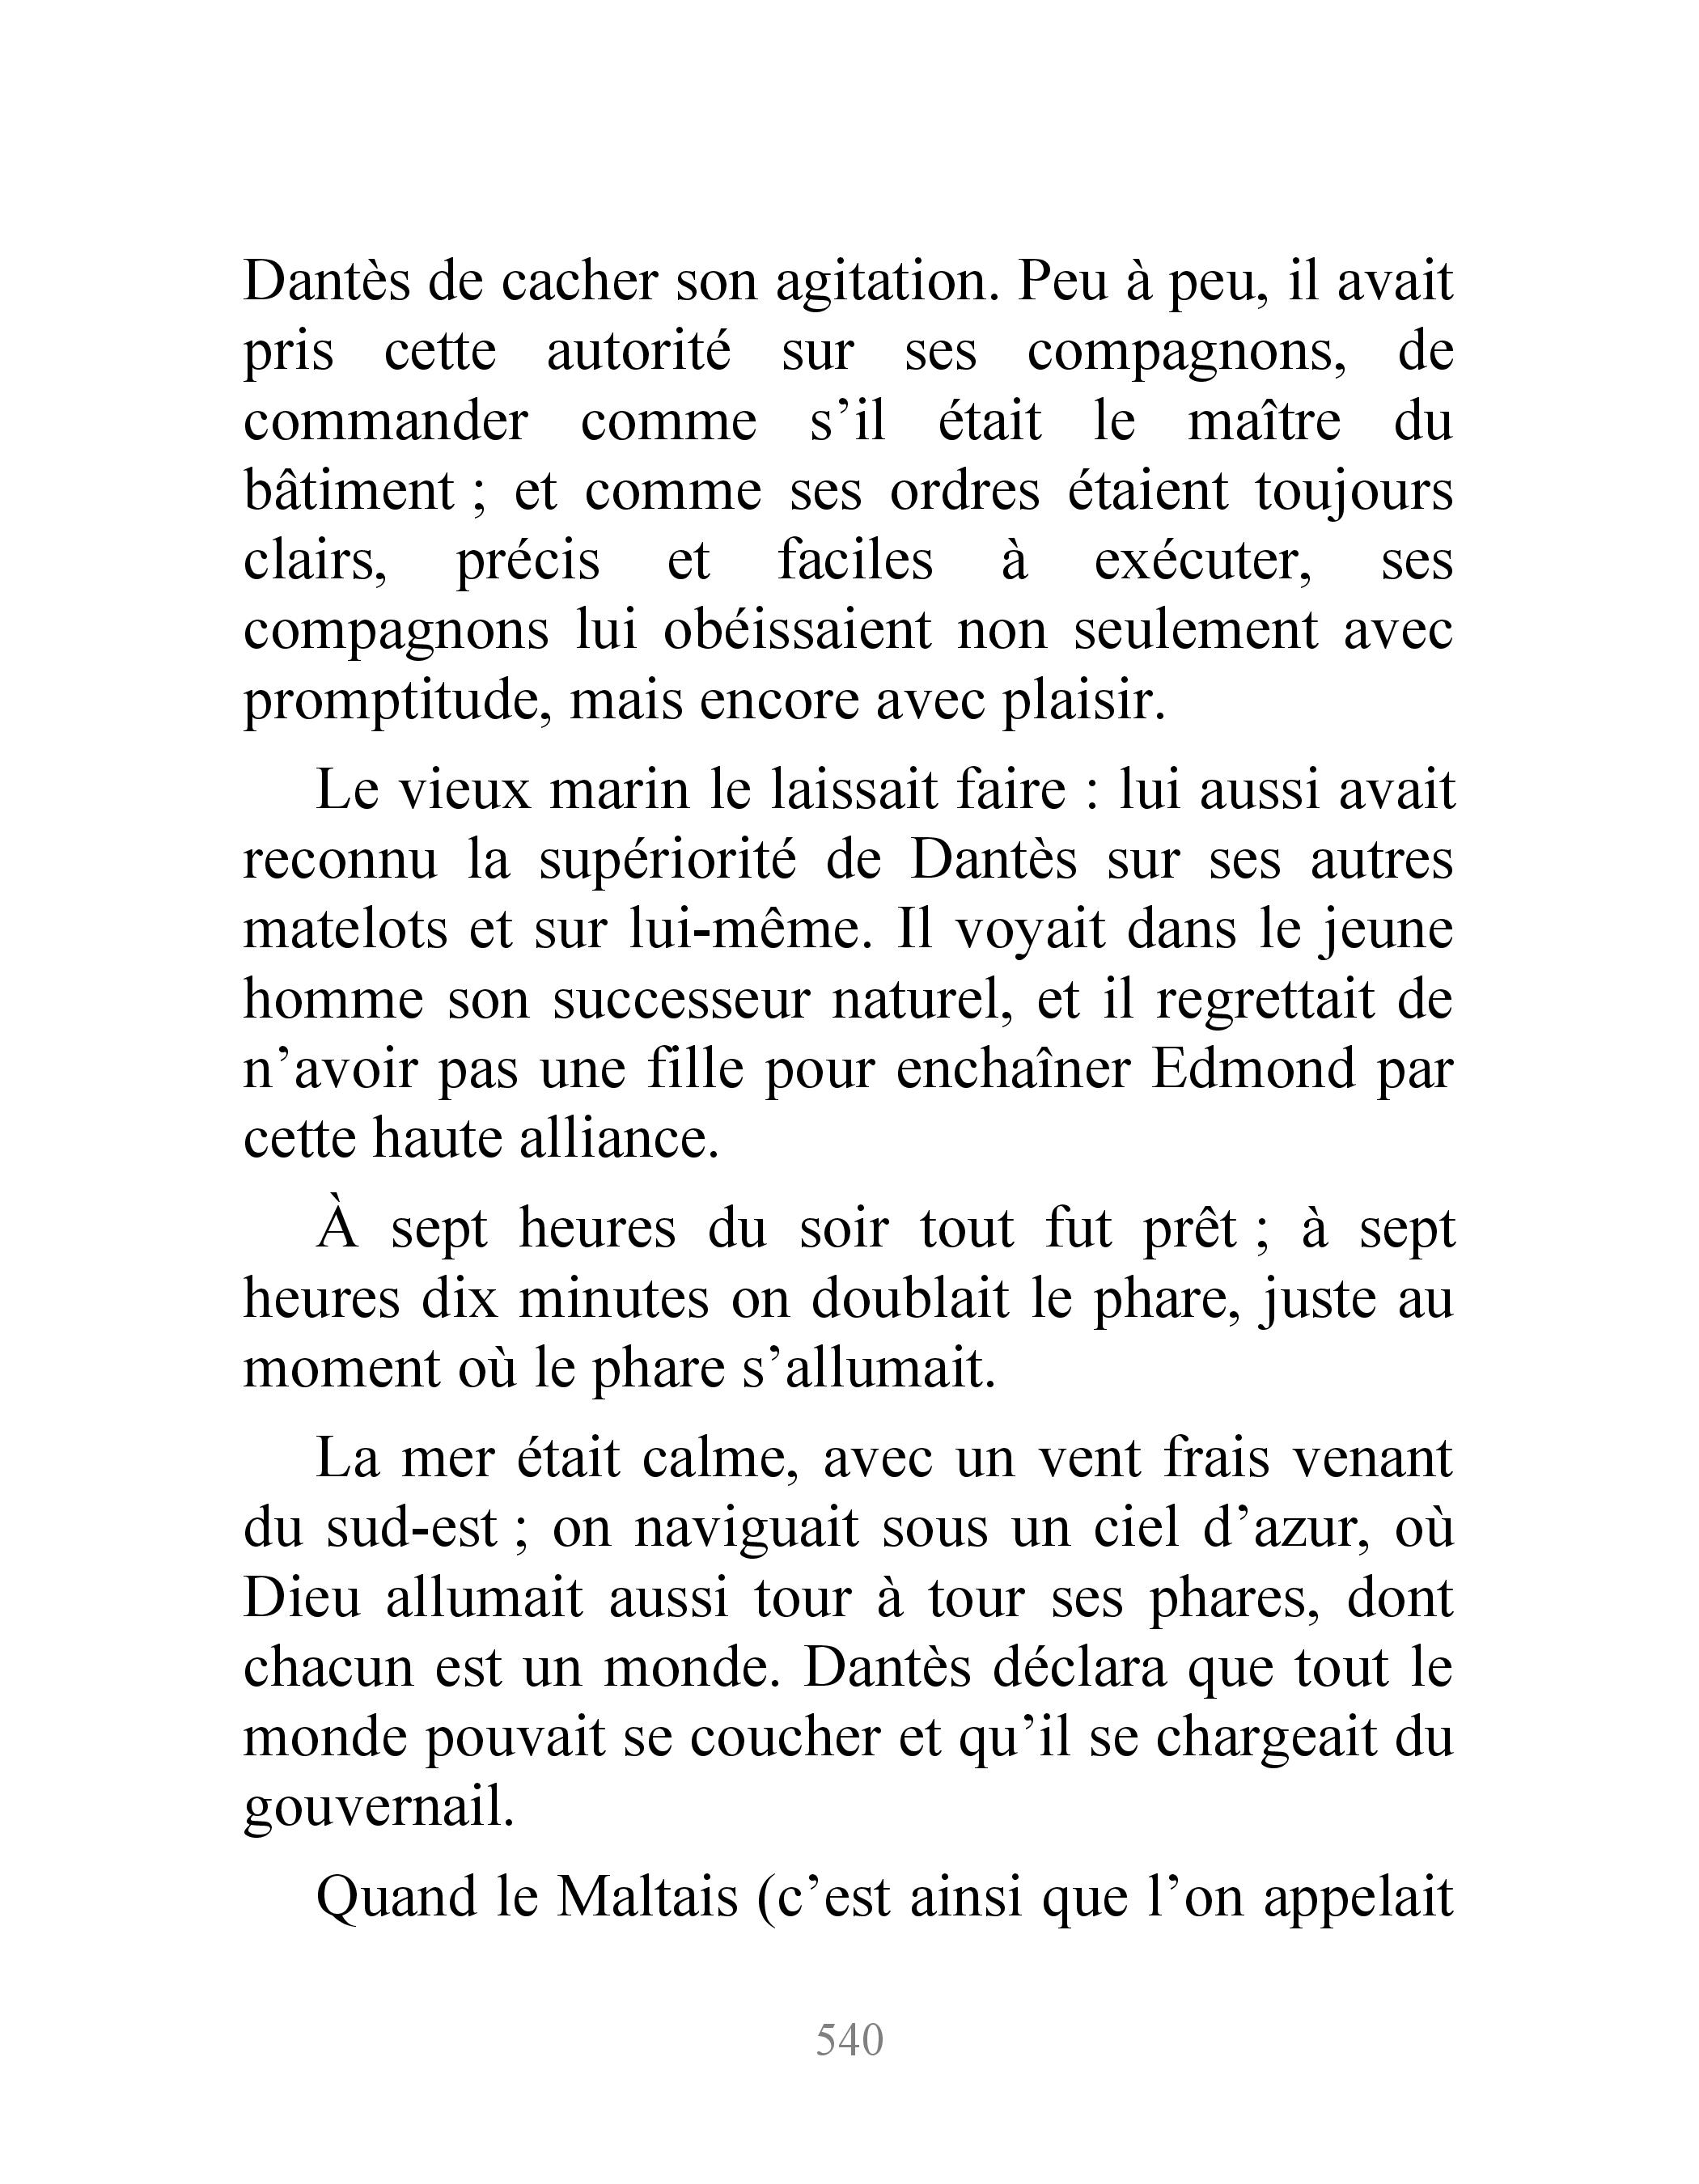 Dantès de cacher son agitation. Peu à peu, il avait
pris cette autorité sur ses compagnons, de
commander comme s’il était le maître du
bâtiment ; et comme ses ordres étaient toujours
clairs, précis et faciles à exécuter, ses
compagnons lui obéissaient non seulement avec
promptitude, mais encore avec plaisir.
Le vieux marin le laissait faire : lui aussi avait
reconnu la supériorité de Dantès sur ses autres
matelots et sur lui-même. Il voyait dans le jeune
homme son successeur naturel, et il regrettait de
n’avoir pas une fille pour enchaîner Edmond par
cette haute alliance.
À sept heures du soir tout fut prêt ; à sept
heures dix minutes on doublait le phare, juste au
moment où le phare s’allumait.
La mer était calme, avec un vent frais venant
du sud-est ; on naviguait sous un ciel d’azur, où
Dieu allumait aussi tour à tour ses phares, dont
chacun est un monde. Dantès déclara que tout le
monde pouvait se coucher et qu’il se chargeait du
gouvernail.
Quand le Maltais (c’est ainsi que l’on appelait
540